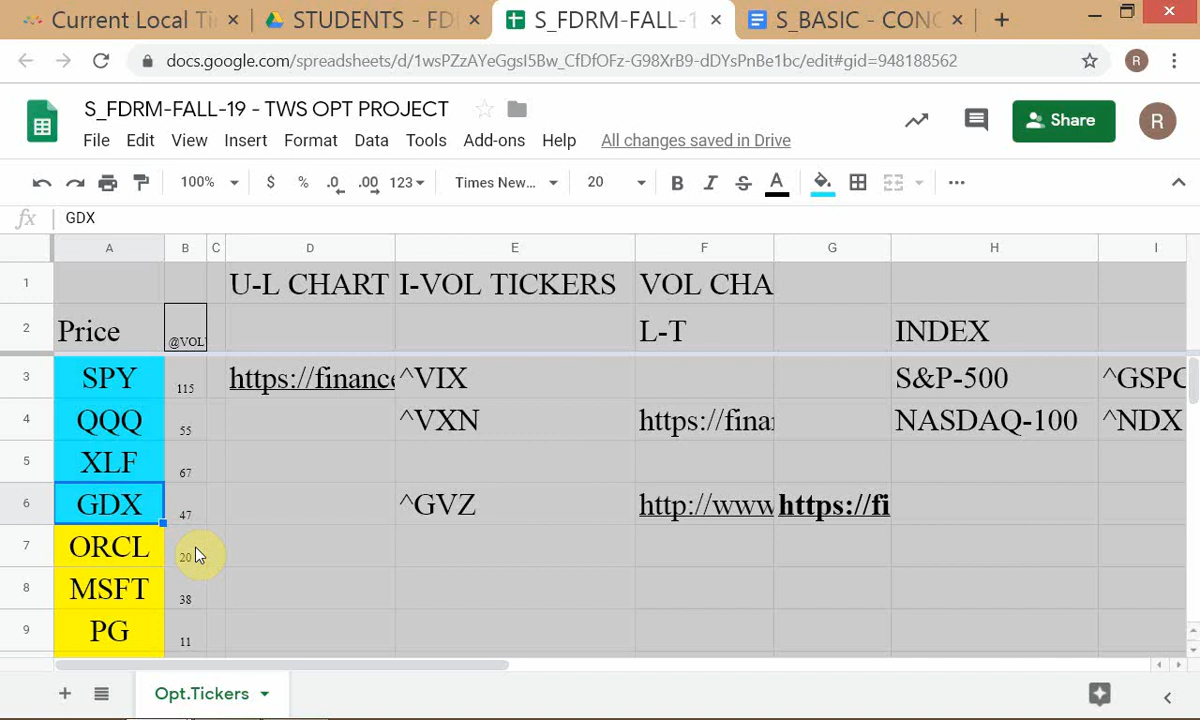 Current Local Ti
STUDENTS - FD
S_FDRM-FALL-1
S_BASIC - CONC
docs.google.com/spreadsheets/d/1wsPZzAYeGgsI5Bw_CfDfOFz-G98XrB9-dDYsPnBe1bc/edit#gid=948188562
R
S_FDRM-FALL-19 - TWS OPT PROJECT
Share
R
File Edit View Insert Format Data Tools Add-ons Help All changes saved in Drive
100% $ % .0 .00 123 Times New... 20 B I S A
fx GDX
A B C D E F G H I
1 U-L CHART I-VOL TICKERS VOL CHA
2 Price @VOL L-T INDEX
3 SPY 115 https://finance ^VIX S&P-500 ^GSPC
4 QQQ 55 ^VXN https://fina NASDAQ-100 ^NDX
5 XLF 67
6 GDX 47 ^GVZ http://www https://fi
7 ORCL 20
8 MSFT 38
9 PG 11
Opt.Tickers